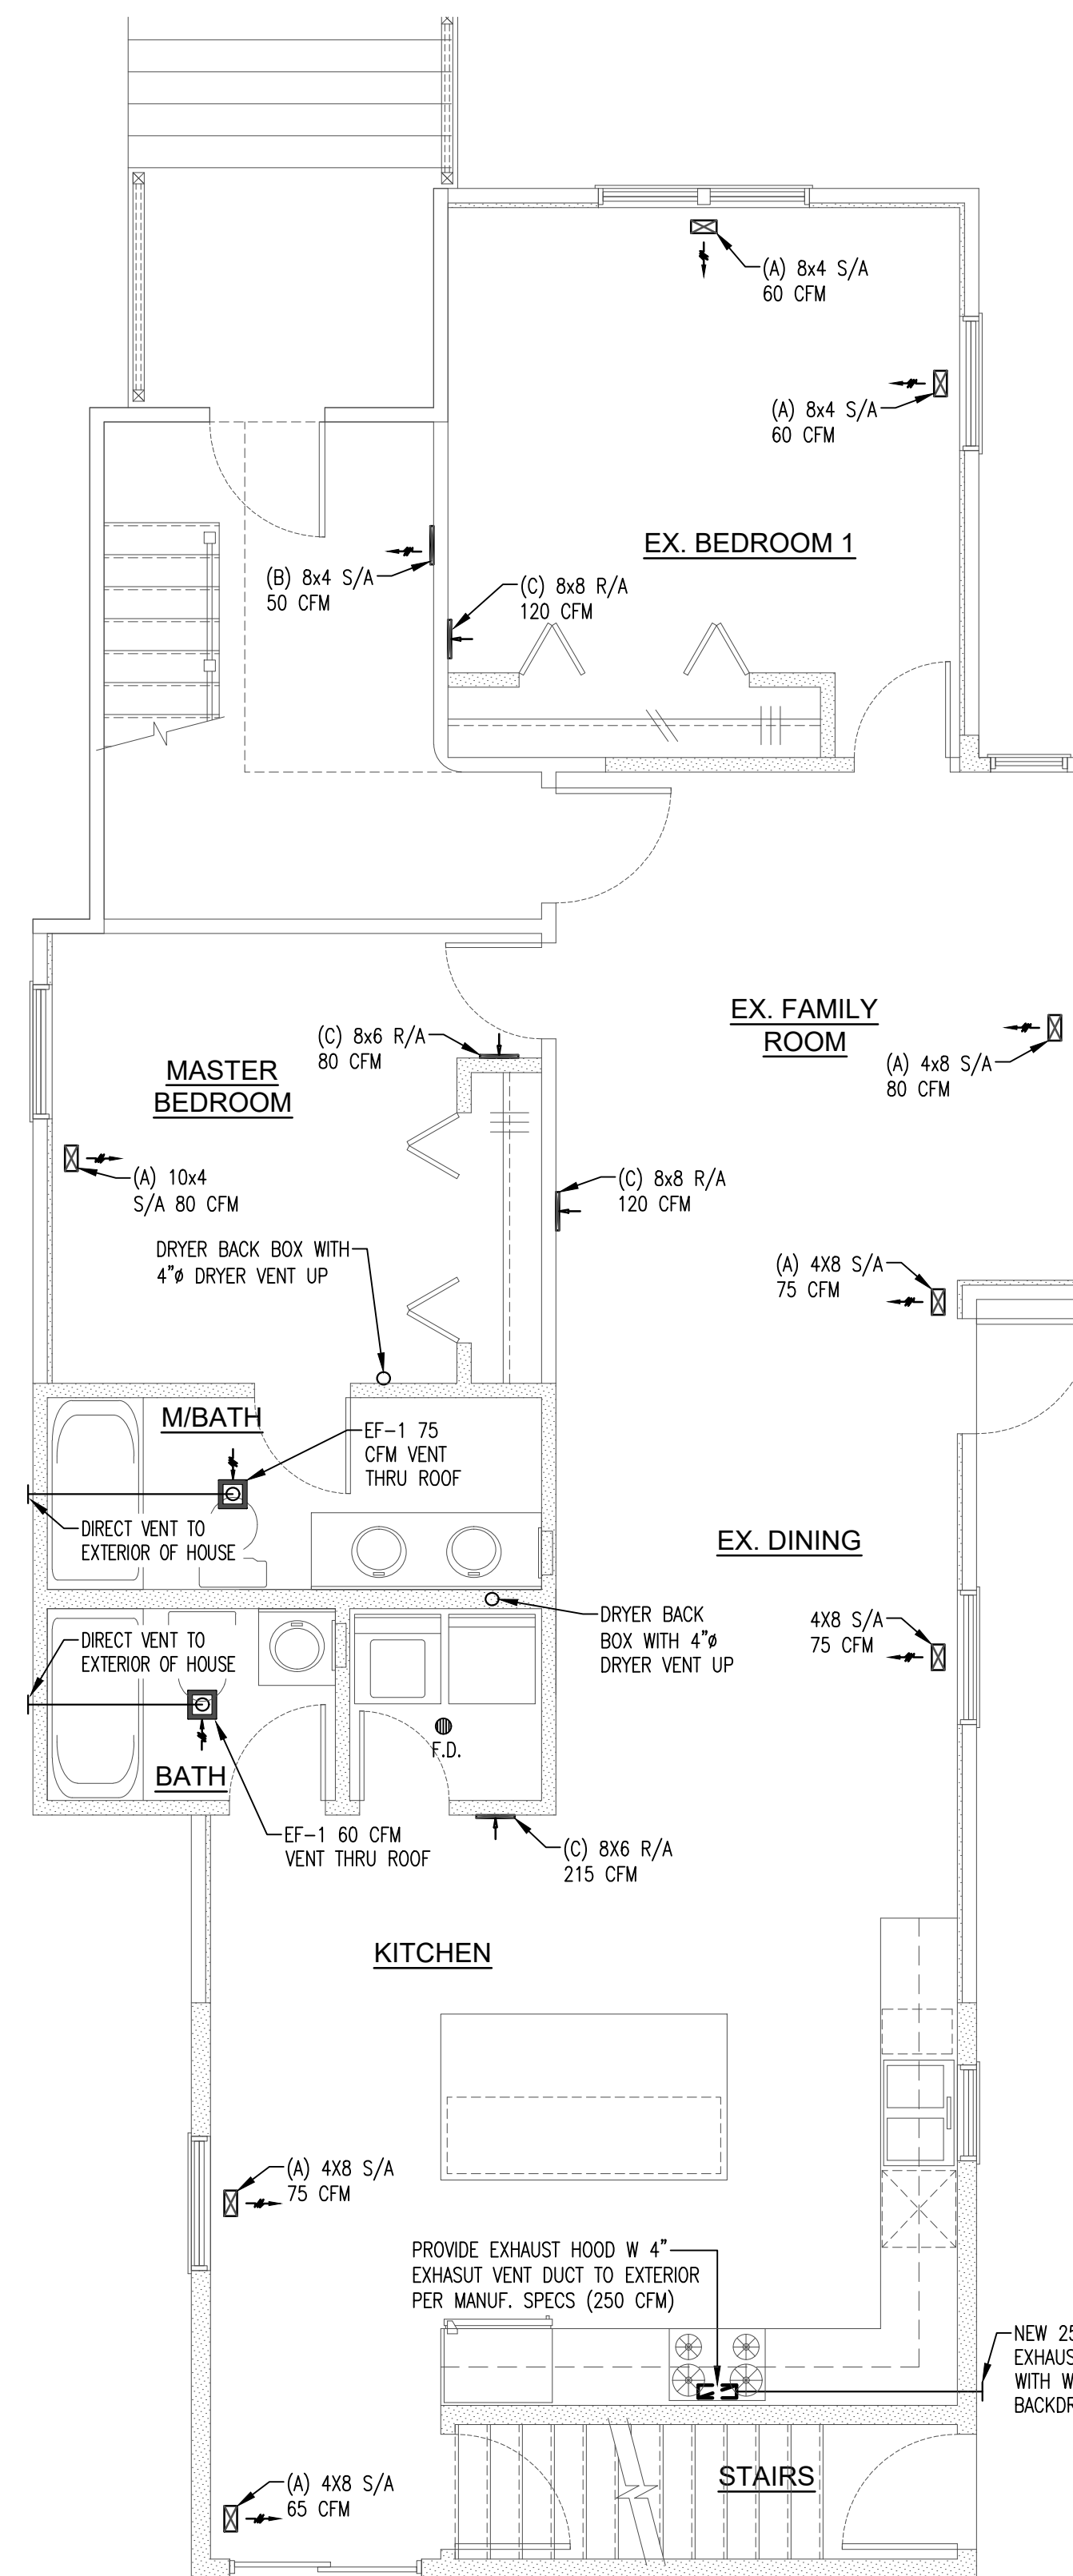 (A) 8x4 S/A
60 CFM
(A) 8x4 S/A
60 CFM
EX. BEDROOM 1
(B) 8x4 S/A
50 CFM
(C) 8x8 R/A
120 CFM
EX. FAMILY
ROOM
(C) 8x6 R/A
80 CFM
(A) 4x8 S/A
80 CFM
MASTER
BEDROOM
(A) 10x4
S/A 80 CFM
(C) 8x8 R/A
120 CFM
DRYER BACK BOX WITH
4"ø DRYER VENT UP
(A) 4X8 S/A
75 CFM
M/BATH
EF-1 75
CFM VENT
THRU ROOF
DIRECT VENT TO
EXTERIOR OF HOUSE
EX. DINING
DRYER BACK
BOX WITH 4"ø
DRYER VENT UP
4X8 S/A
75 CFM
DIRECT VENT TO
EXTERIOR OF HOUSE
F.D.
BATH
EF-1 60 CFM
VENT THRU ROOF
(C) 8X6 R/A
215 CFM
KITCHEN
(A) 4X8 S/A
75 CFM
PROVIDE EXHAUST HOOD W 4"
EXHASUT VENT DUCT TO EXTERIOR
PER MANUF. SPECS (250 CFM)
NEW 25
EXHAUS
WITH W
BACKDR
STAIRS
(A) 4X8 S/A
65 CFM